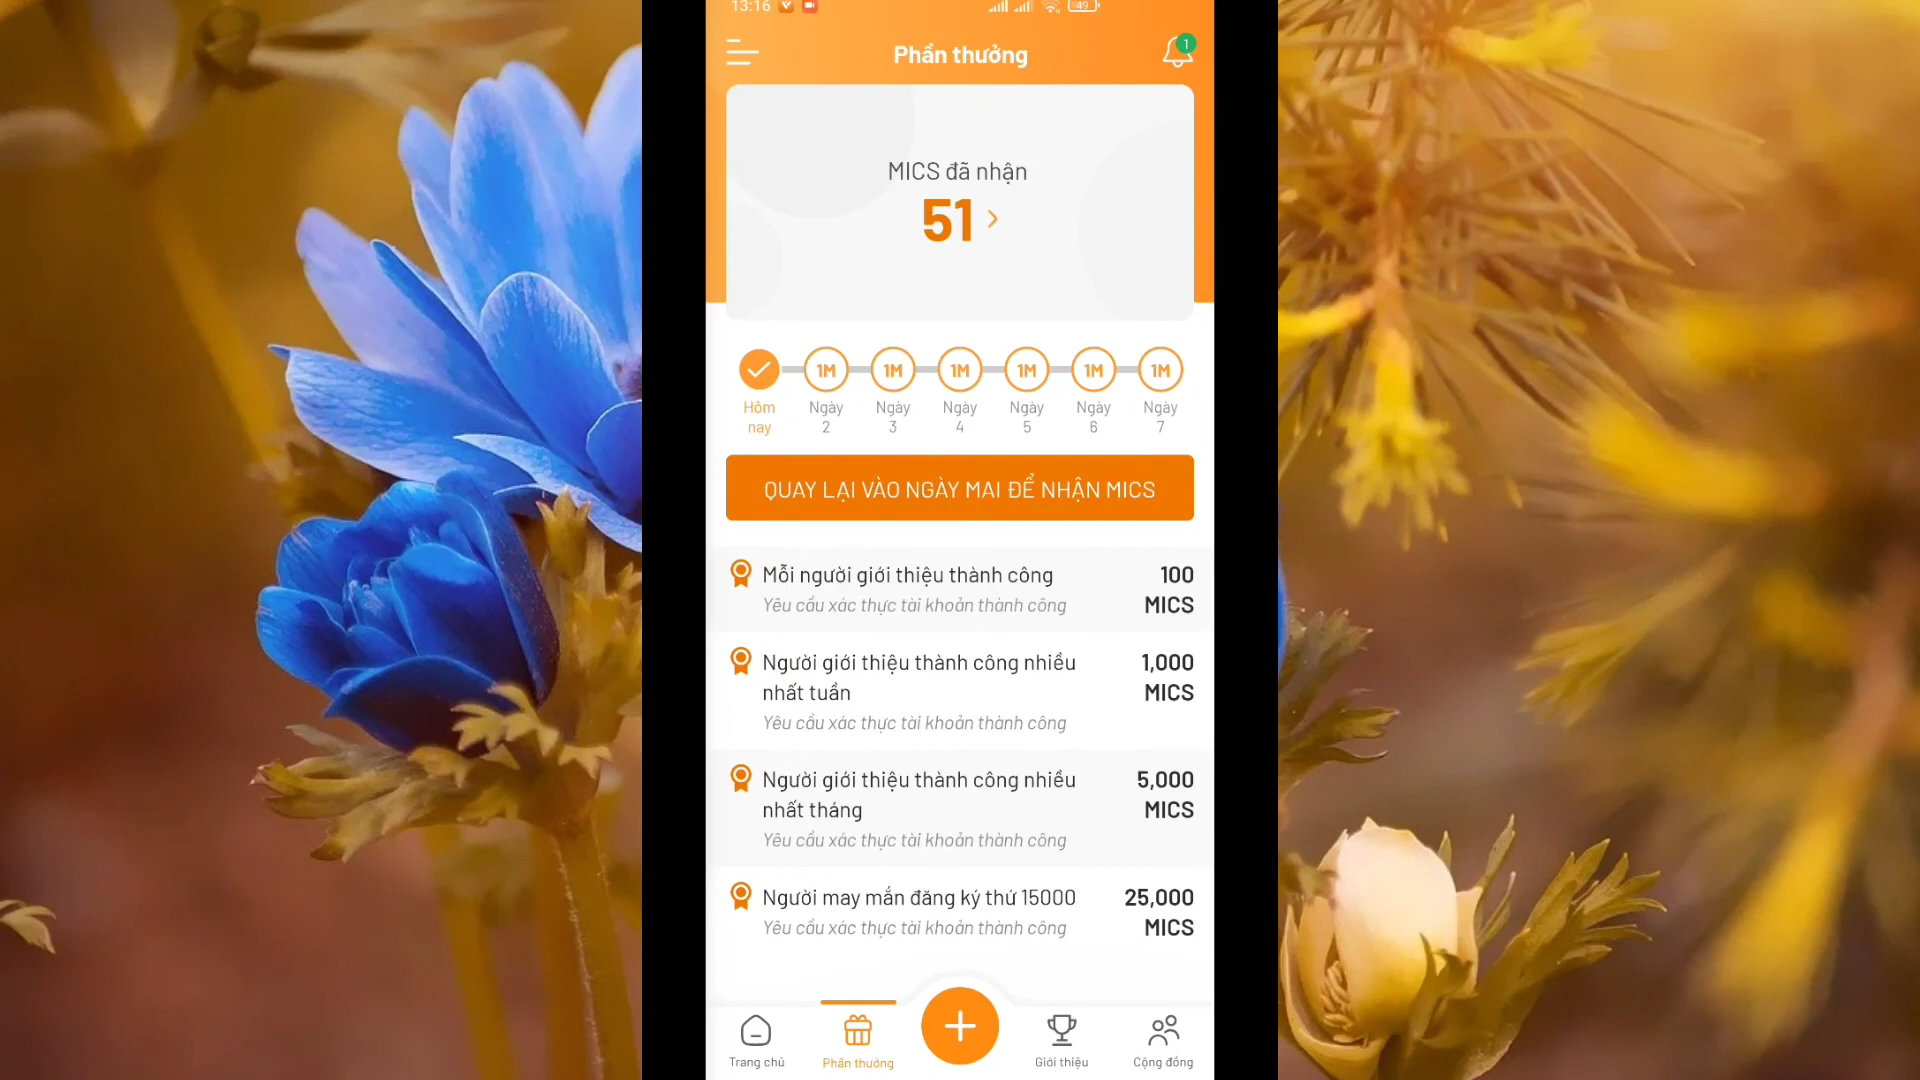 13:16
49
Phần thưởng
1
MICS đã nhận
51
1M 1M 1M 1M 1M 1M
Hôm nay
Ngày 2
Ngày 3
Ngày 4
Ngày 5
Ngày 6
Ngày 7
QUAY LẠI VÀO NGÀY MAI ĐỂ NHẬN MICS
Mỗi người giới thiệu thành công
100 MICS
Yêu cầu xác thực tài khoản thành công
Người giới thiệu thành công nhiều
nhất tuần
1,000 MICS
Yêu cầu xác thực tài khoản thành công
Người giới thiệu thành công nhiều
nhất tháng
5,000 MICS
Yêu cầu xác thực tài khoản thành công
Người may mắn đăng ký thứ 15000
25,000 MICS
Yêu cầu xác thực tài khoản thành công
Trang chủ
Phần thưởng
Giới thiệu
Cộng đồng